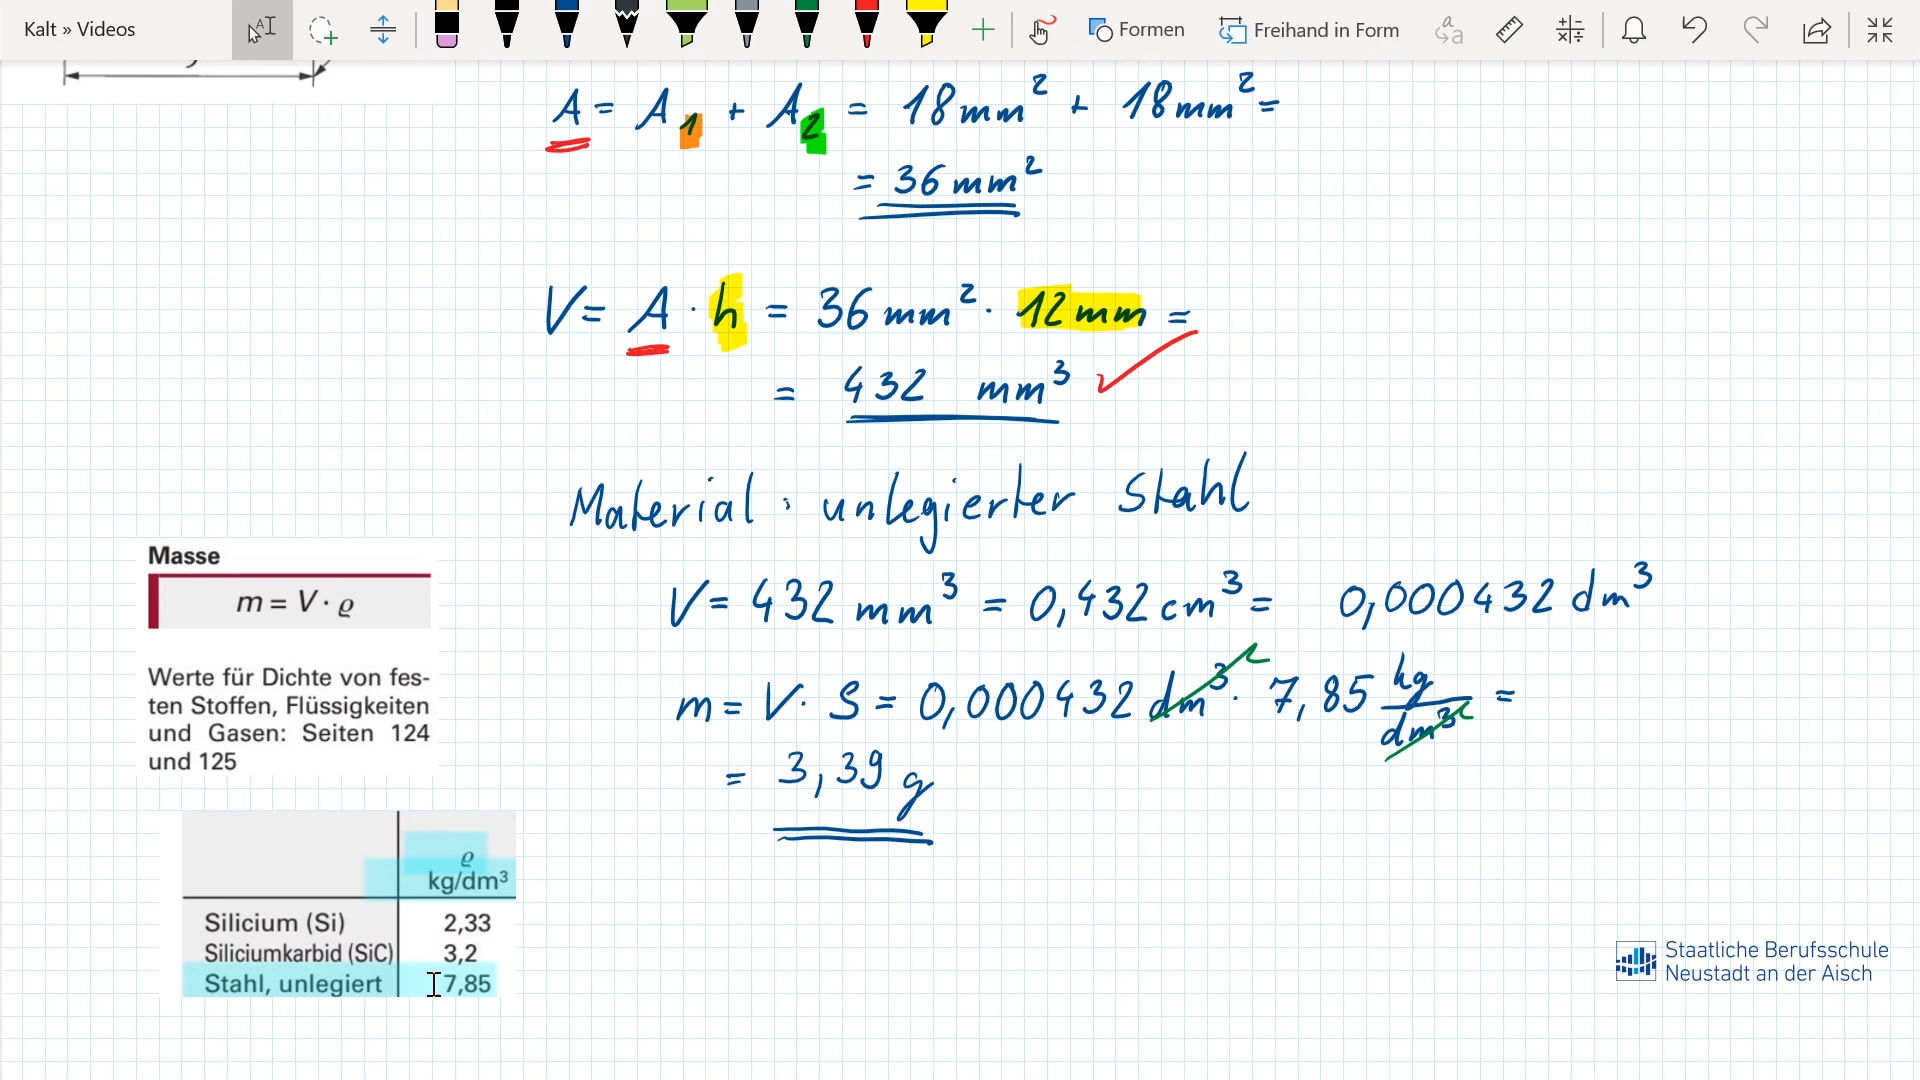 Kalt » Videos
Formen
Freihand in Form
A = A1 + A2 = 18 mm² + 18 mm² =
= 36 mm²
V = A · h = 36 mm² · 12 mm =
= 432 mm³
Material : unlegierter Stahl
V = 432 mm³ = 0,432 cm³ = 0,000432 dm³
m = V · S = 0,000432 dm³ · 7,85 kg/dm³ =
= 3,39 g
Masse
m = V · ϱ
Werte für Dichte von fes-
ten Stoffen, Flüssigkeiten
und Gasen: Seiten 124
und 125
ϱ
kg/dm³
Silicium (Si) 2,33
Siliciumkarbid (SiC) 3,2
Stahl, unlegiert 7,85
Staatliche Berufsschule
Neustadt an der Aisch